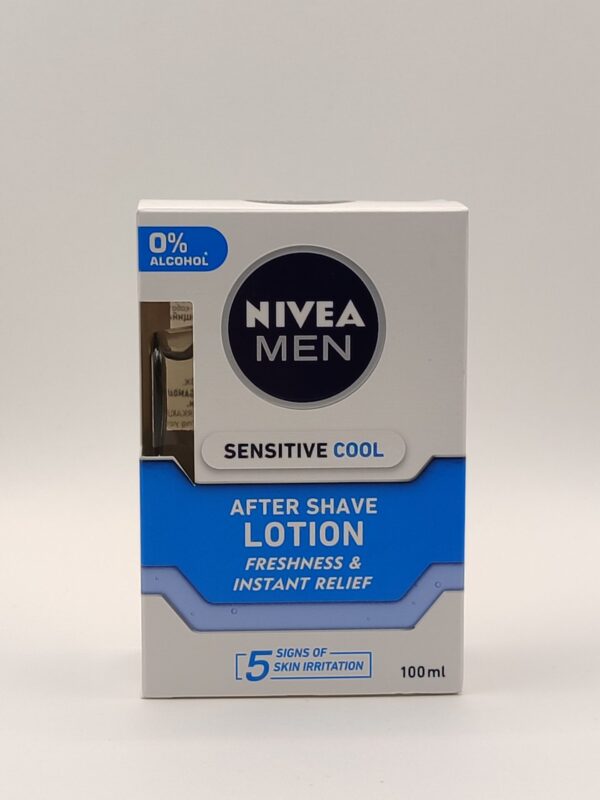 0%
ALCOHOL*
NIVEA
MEN
SENSITIVE COOL
AFTER SHAVE
LOTION
FRESHNESS &
INSTANT RELIEF
5 SIGNS OF
SKIN IRRITATION
100ml